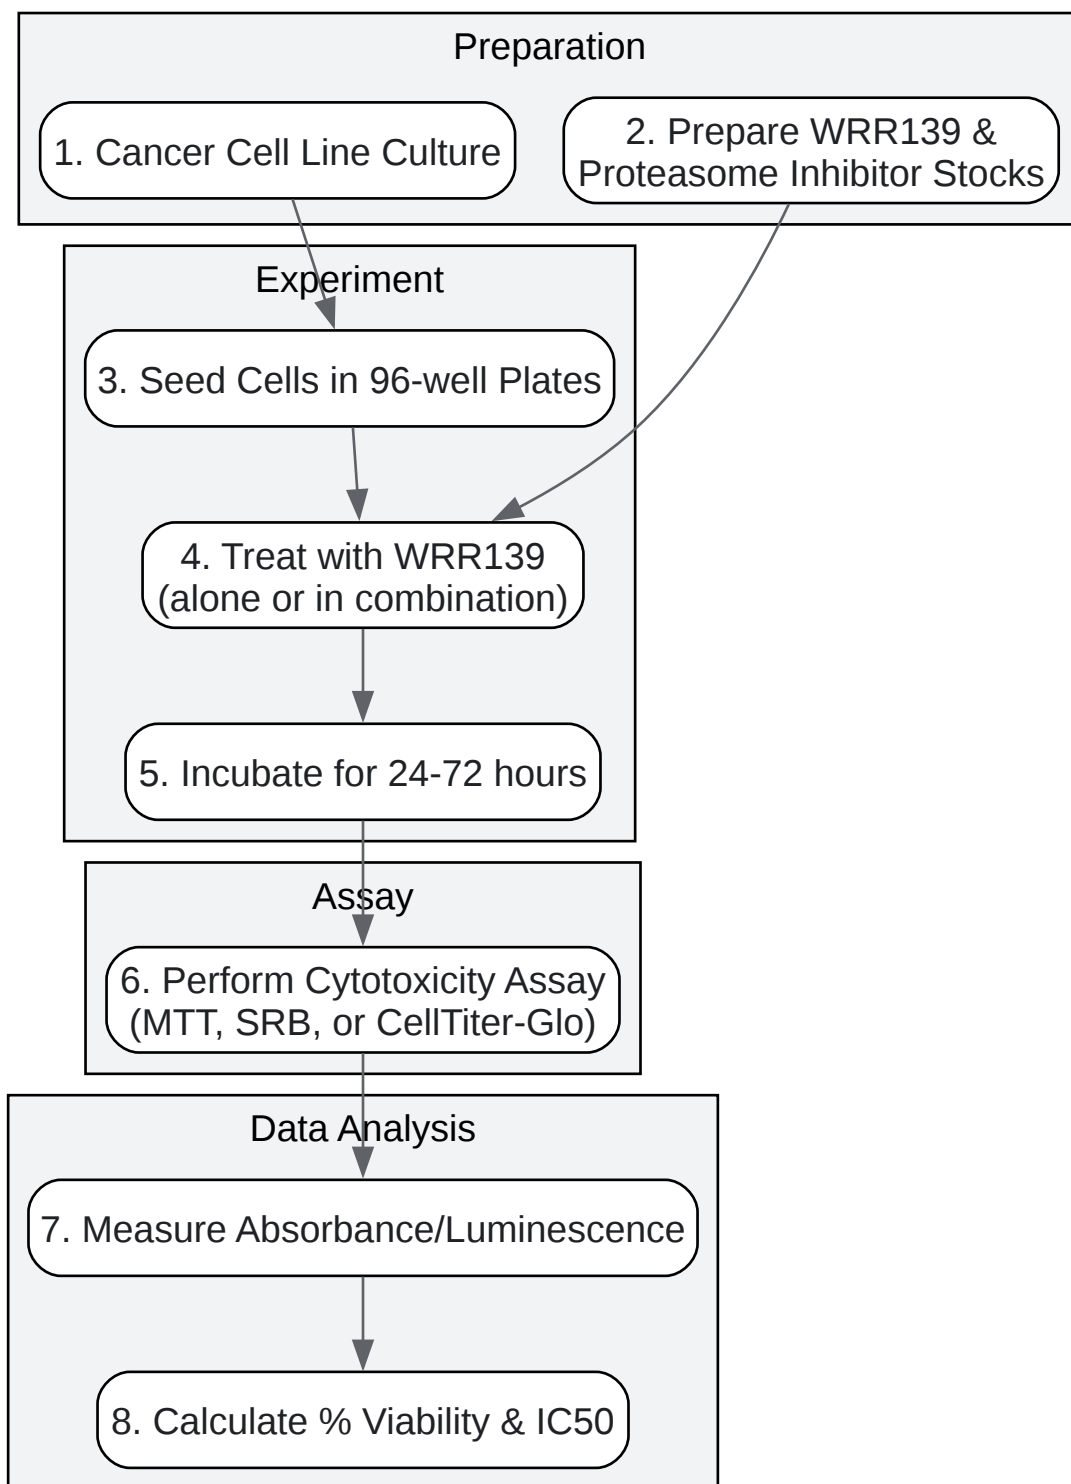 Preparation
1. Cancer Cell Line Culture
2. Prepare WRR139 &
Proteasome Inhibitor Stocks
Experiment
3. Seed Cells in 96-well Plates
4. Treat with WRR139
(alone or in combination)
5. Incubate for 24-72 hours
Assay
6. Perform Cytotoxicity Assay
(MTT, SRB, or CellTiter-Glo)
Data Analysis
7. Measure Absorbance/Luminescence
8. Calculate % Viability & IC50